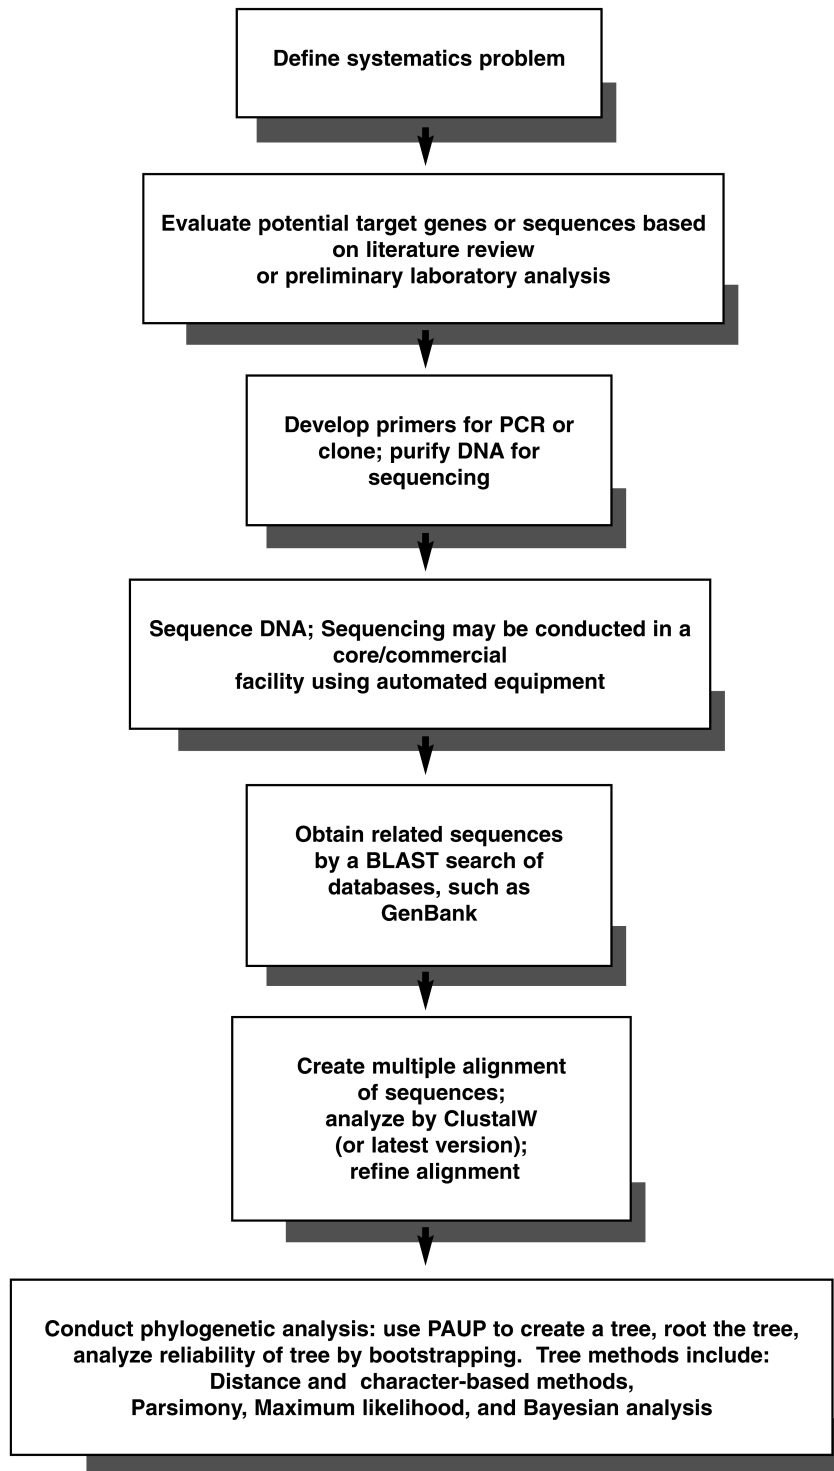 Define systematics problem
Evaluate potential target genes or sequences based
on literature review
or preliminary laboratory analysis
Develop primers for PCR or
clone; purify DNA for
sequencing
Sequence DNA; Sequencing may be conducted in a
core/commercial
facility using automated equipment
Obtain related sequences
by a BLAST search of
databases, such as
GenBank
Create multiple alignment
of sequences;
analyze by ClustalW
(or latest version);
refine alignment
Conduct phylogenetic analysis: use PAUP to create a tree, root the tree,
analyze reliability of tree by bootstrapping.  Tree methods include:
Distance and  character-based methods,
Parsimony, Maximum likelihood, and Bayesian analysis